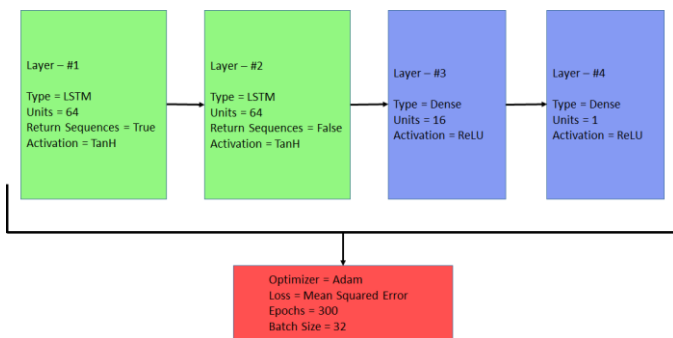 Layer – #1
Type = LSTM
Units = 64
Return Sequences = True
Activation = TanH
Layer – #2
Type = LSTM
Units = 64
Return Sequences = False
Activation = TanH
Layer – #3
Type = Dense
Units = 16
Activation = ReLU
Layer – #4
Type = Dense
Units = 1
Activation = ReLU
Optimizer = Adam
Loss = Mean Squared Error
Epochs = 300
Batch Size = 32